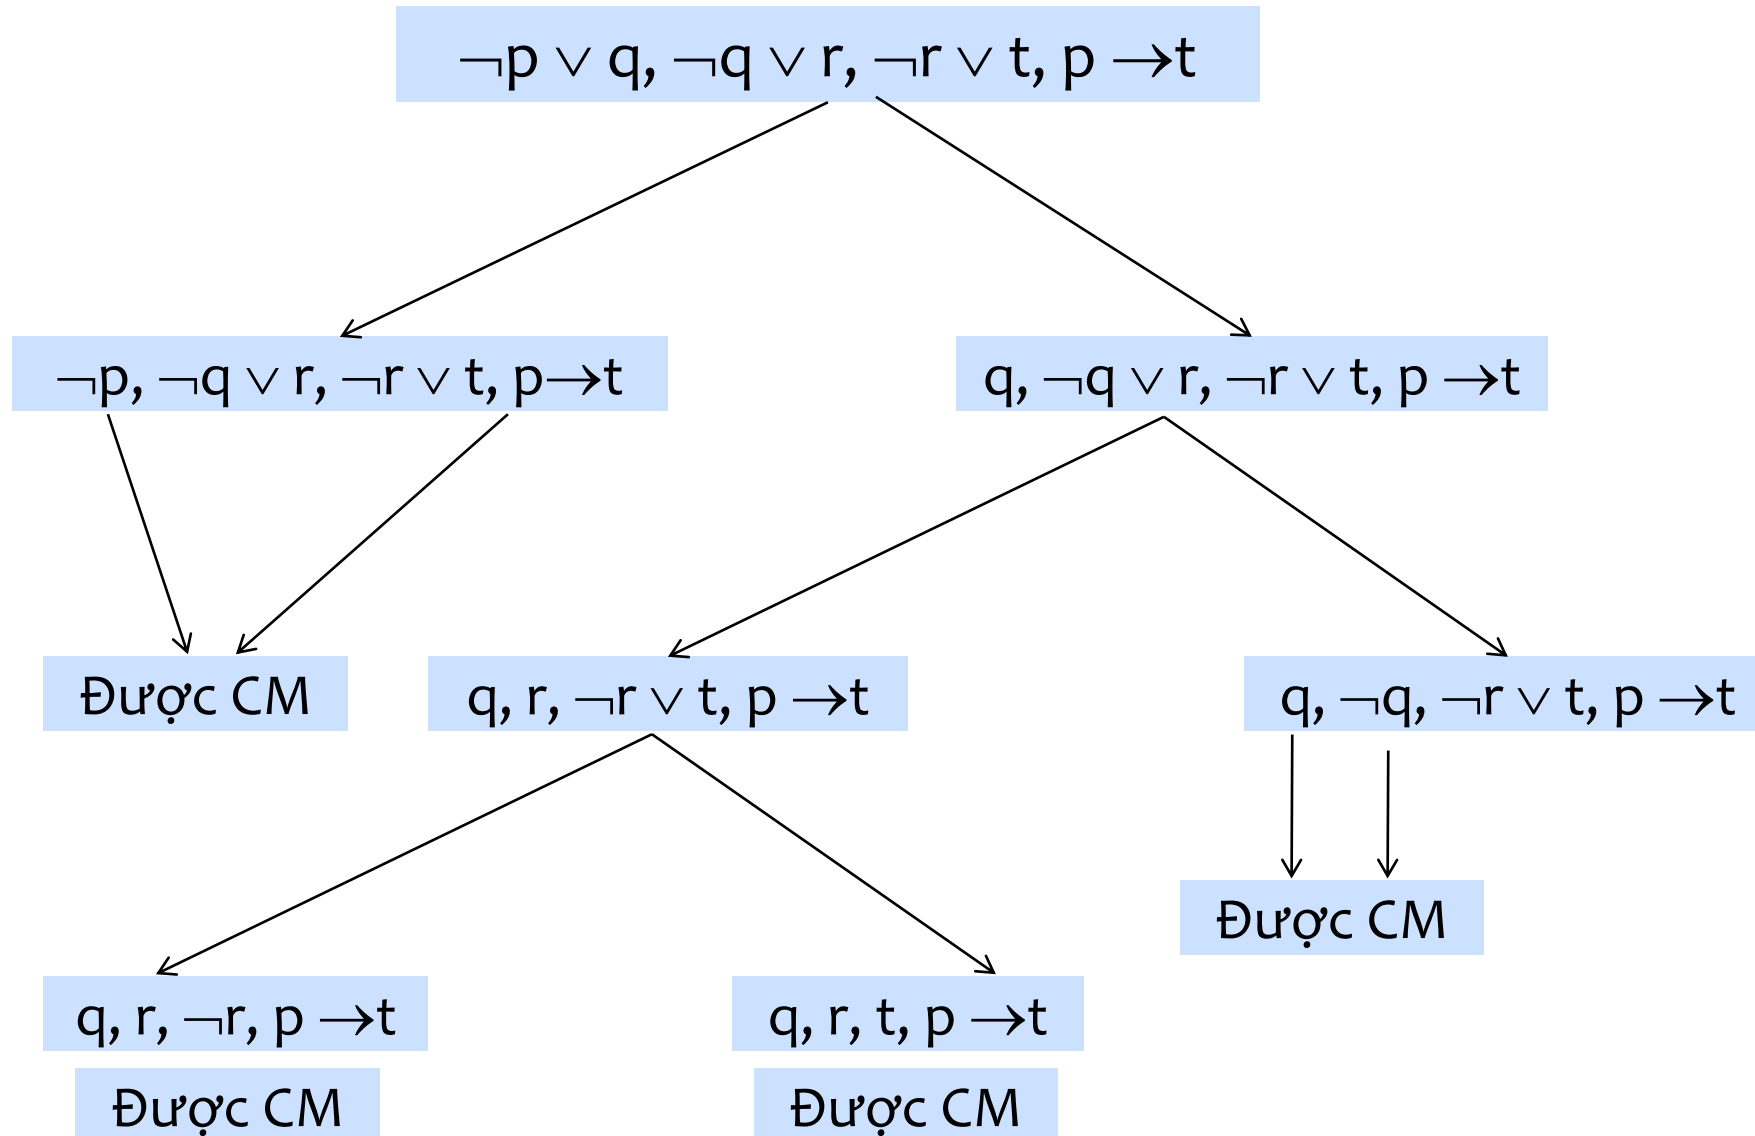 ¬p ∨ q, ¬q ∨ r, ¬r ∨ t, p →t
¬p, ¬q ∨ r, ¬r ∨ t, p→t
q, ¬q ∨ r, ¬r ∨ t, p →t
Được CM
q, r, ¬r ∨ t, p →t
q, ¬q, ¬r ∨ t, p →t
Được CM
q, r, ¬r, p →t
q, r, t, p →t
Được CM
Được CM